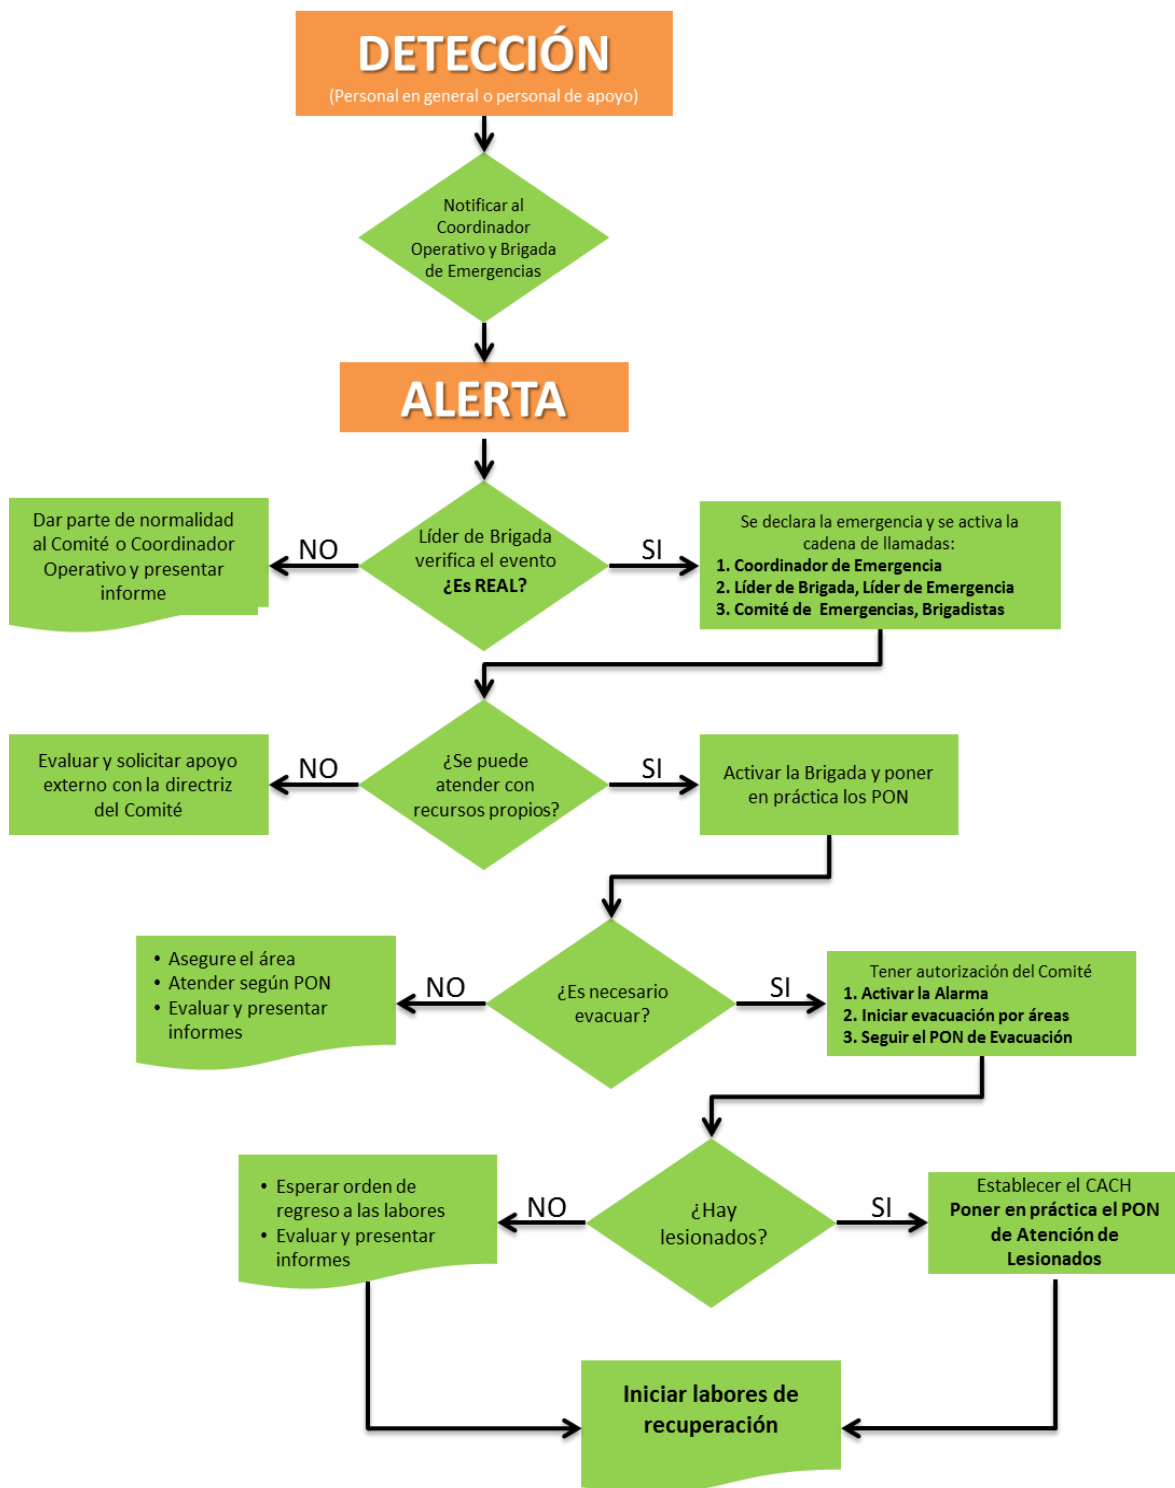 DETECCIÓN
(Personal en general o personal de apoyo)
Notificar al
Coordinador
Operativo y Brigada
de Emergencias
ALERTA
Dar parte de normalidad
al Comité o Coordinador
Operativo y presentar
informe
NO
Líder de Brigada
verifica el evento
¿Es REAL?
SI
Se declara la emergencia y se activa la
cadena de llamadas:
1. Coordinador de Emergencia
2. Líder de Brigada, Líder de Emergencia
3. Comité de Emergencias, Brigadistas
Evaluar y solicitar apoyo
externo con la directriz
del Comité
NO
¿Se puede
atender con
recursos propios?
SI
Activar la Brigada y poner
en práctica los PON
• Asegure el área
• Atender según PON
• Evaluar y presentar
informes
NO
¿Es necesario
evacuar?
SI
Tener autorización del Comité
1. Activar la Alarma
2. Iniciar evacuación por áreas
3. Seguir el PON de Evacuación
• Esperar orden de
regreso a las labores
• Evaluar y presentar
informes
NO
¿Hay
lesionados?
SI
Establecer el CACH
Poner en práctica el PON
de Atención de
Lesionados
Iniciar labores de
recuperación